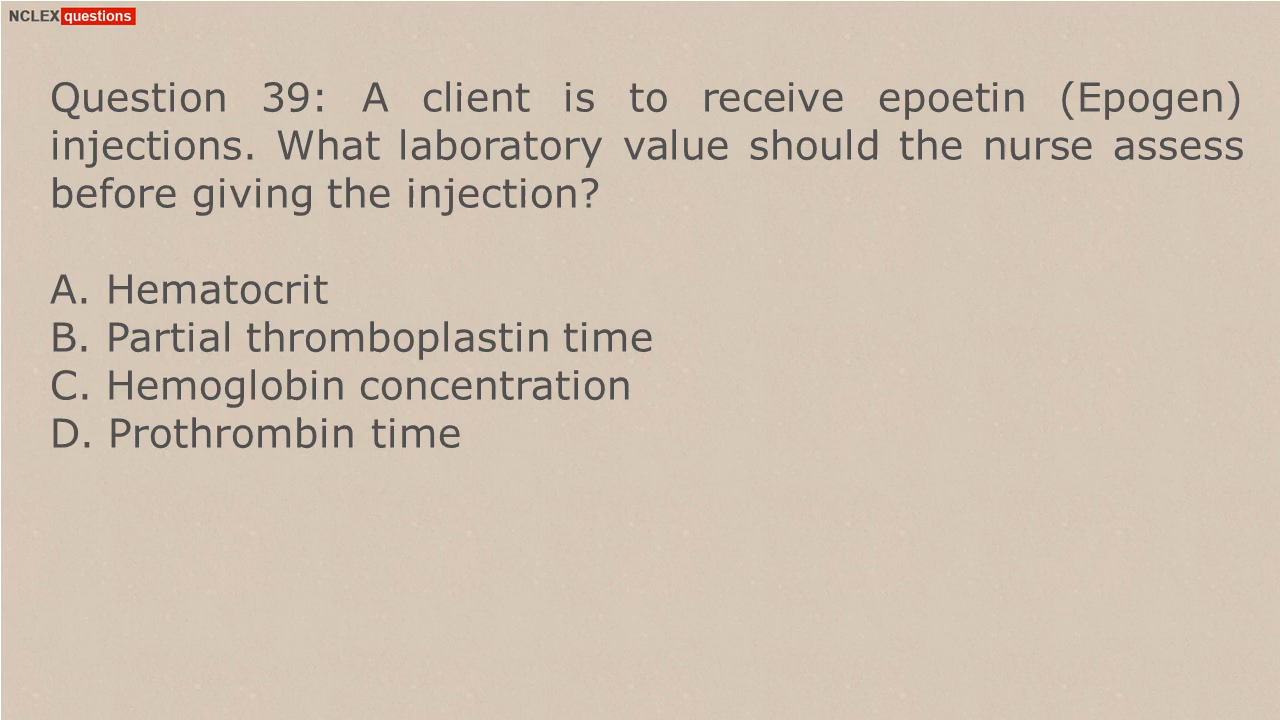 NCLEX questions
Question 39: A client is to receive epoetin (Epogen)
injections. What laboratory value should the nurse assess
before giving the injection?
A. Hematocrit
B. Partial thromboplastin time
C. Hemoglobin concentration
D. Prothrombin time